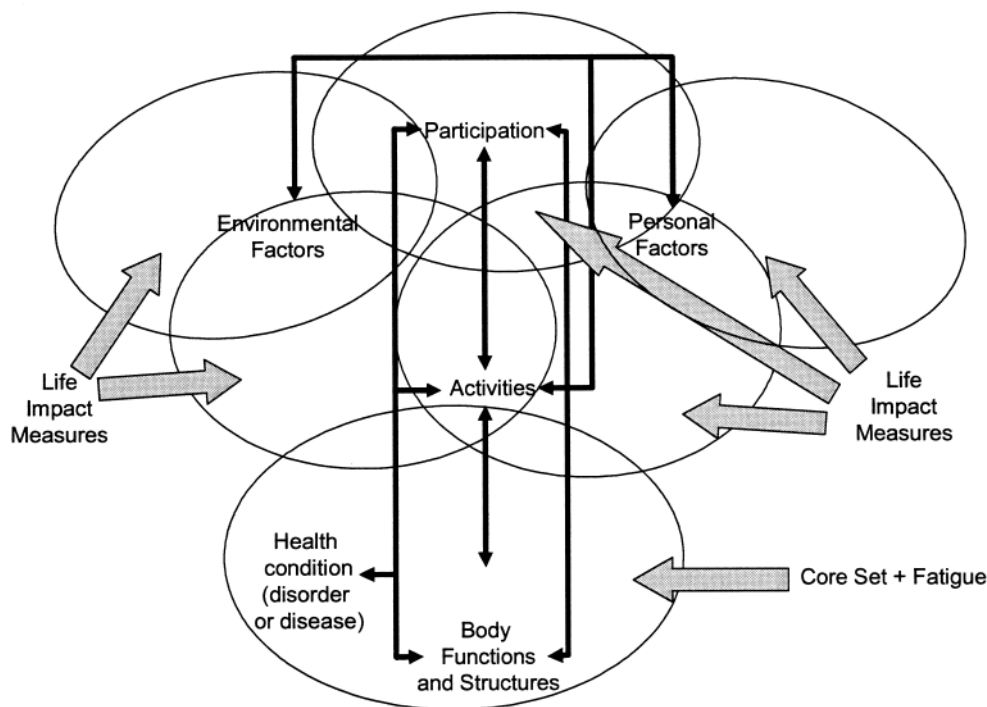 Participation
Environmental
Factors
Personal
Factors
Life
Impact
Measures
Activities
Life
Impact
Measures
Health
condition
(disorder
or disease)
Core Set + Fatigue
Body
Functions
and Structures